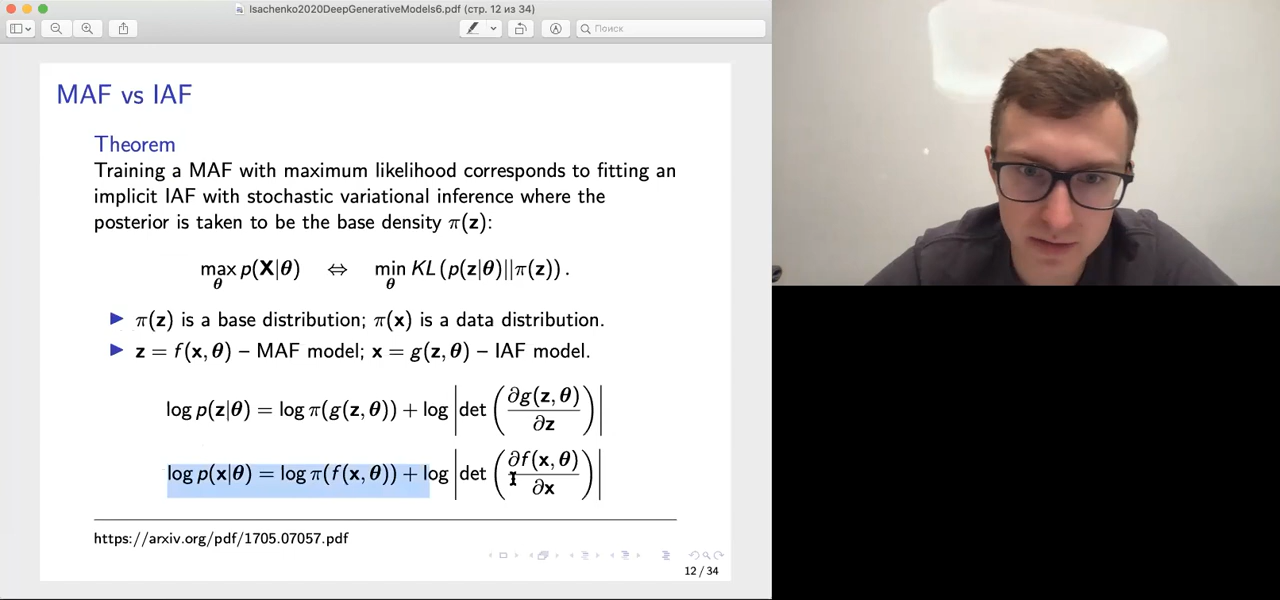 Isachenko2020DeepGenerativeModels6.pdf (стр. 12 из 34)
Поиск
MAF vs IAF
Theorem
Training a MAF with maximum likelihood corresponds to fitting an
implicit IAF with stochastic variational inference where the
posterior is taken to be the base density π(z):
max_θ p(X|θ) ⇔ min_θ KL(p(z|θ)||π(z)).
▶ π(z) is a base distribution; π(x) is a data distribution.
▶ z = f(x, θ) – MAF model; x = g(z, θ) – IAF model.
log p(z|θ) = log π(g(z, θ)) + log |det (∂g(z, θ)/∂z)|
log p(x|θ) = log π(f(x, θ)) + log |det (∂f(x, θ)/∂x)|
https://arxiv.org/pdf/1705.07057.pdf
12 / 34